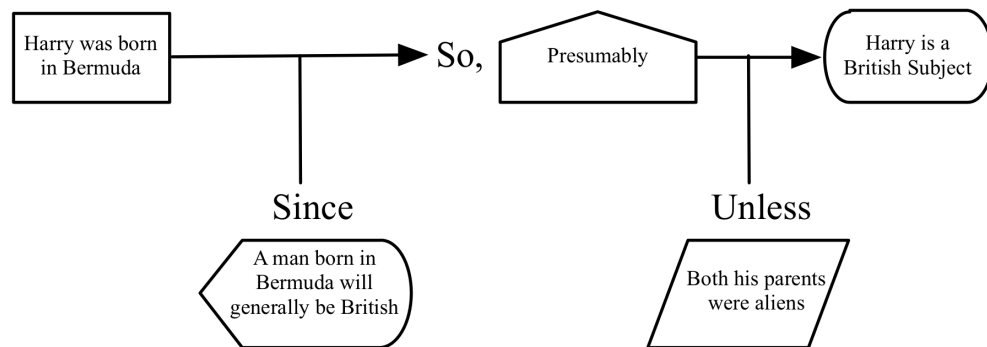 Harry was born
in Bermuda
So,
Presumably
Harry is a
British Subject
Since
A man born in
Bermuda will
generally be British
Unless
Both his parents
were aliens